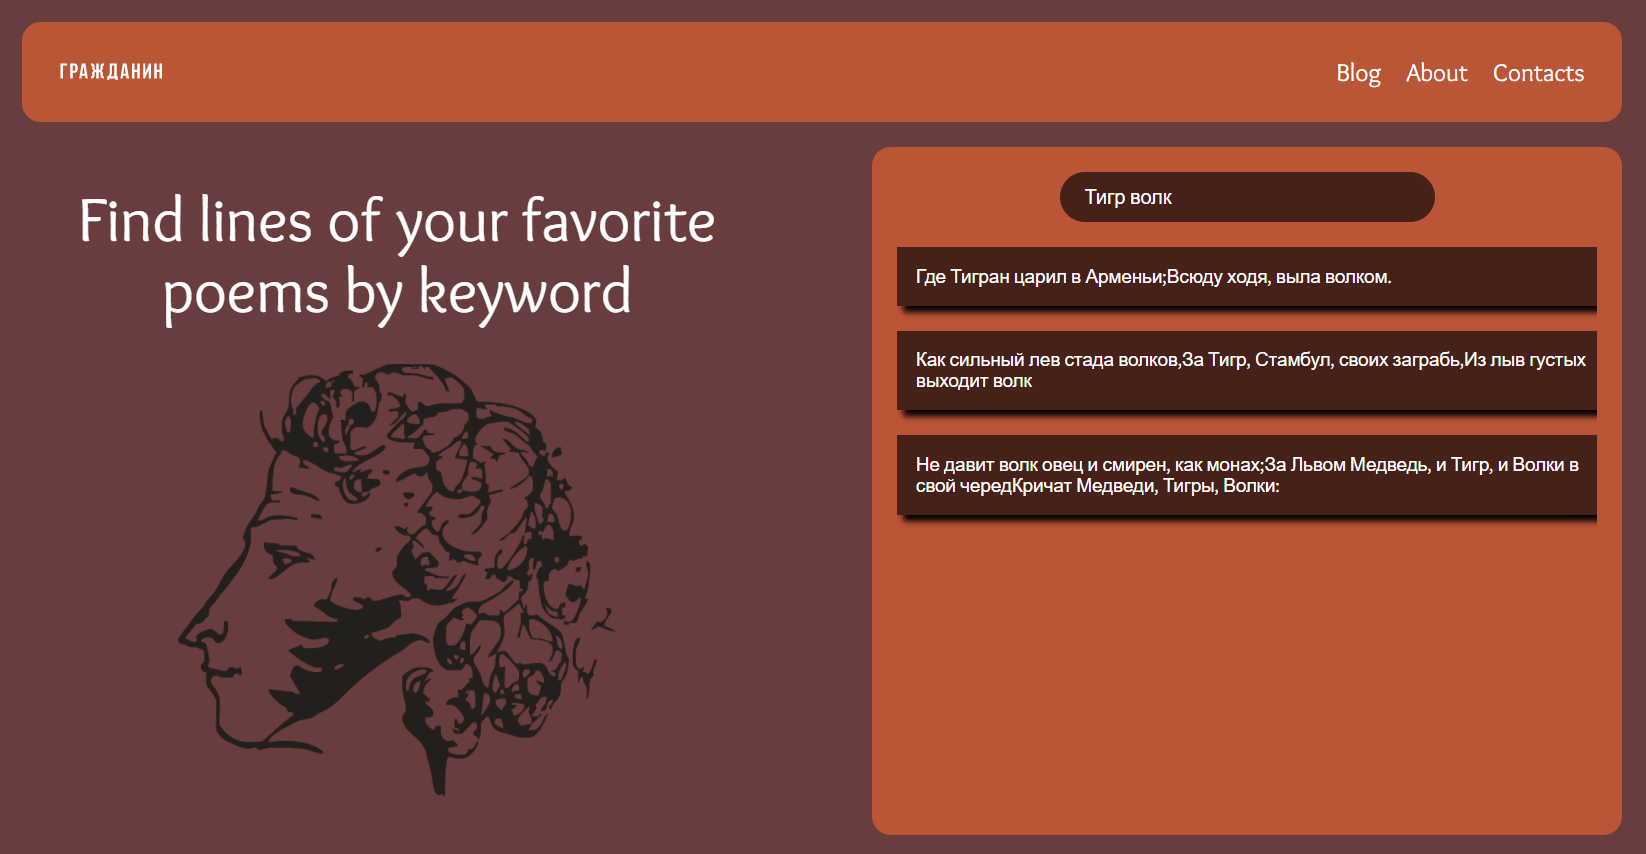 ГРАЖДАНИН
Blog About Contacts
Find lines of your favorite
poems by keyword
Тигр волк
Где Тигран царил в Арменьи;Всюду ходя, выла волком.
Как сильный лев стада волков,За Тигр, Стамбул, своих заграбь,Из лыв густых
выходит волк
Не давит волк овец и смирен, как монах;За Львом Медведь, и Тигр, и Волки в
свой чередКричат Медведи, Тигры, Волки: